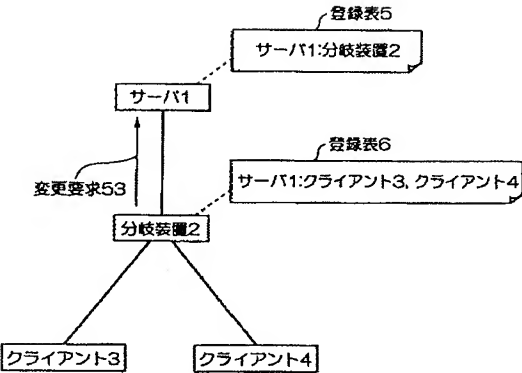 登録表5
サーバ1:分岐装置2
サーバ1
登録表6
変更要求53
サーバ1:クライアント3, クライアント4
分岐装置2
クライアント3
クライアント4